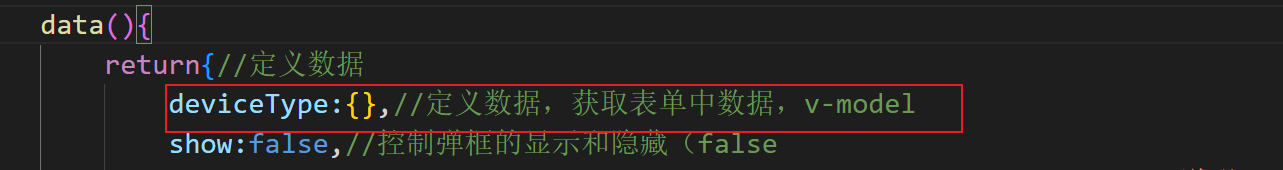 data(){
return{//定义数据
deviceType:{},//定义数据，获取表单中数据，v-model
show:false,//控制弹框的显示和隐藏（false